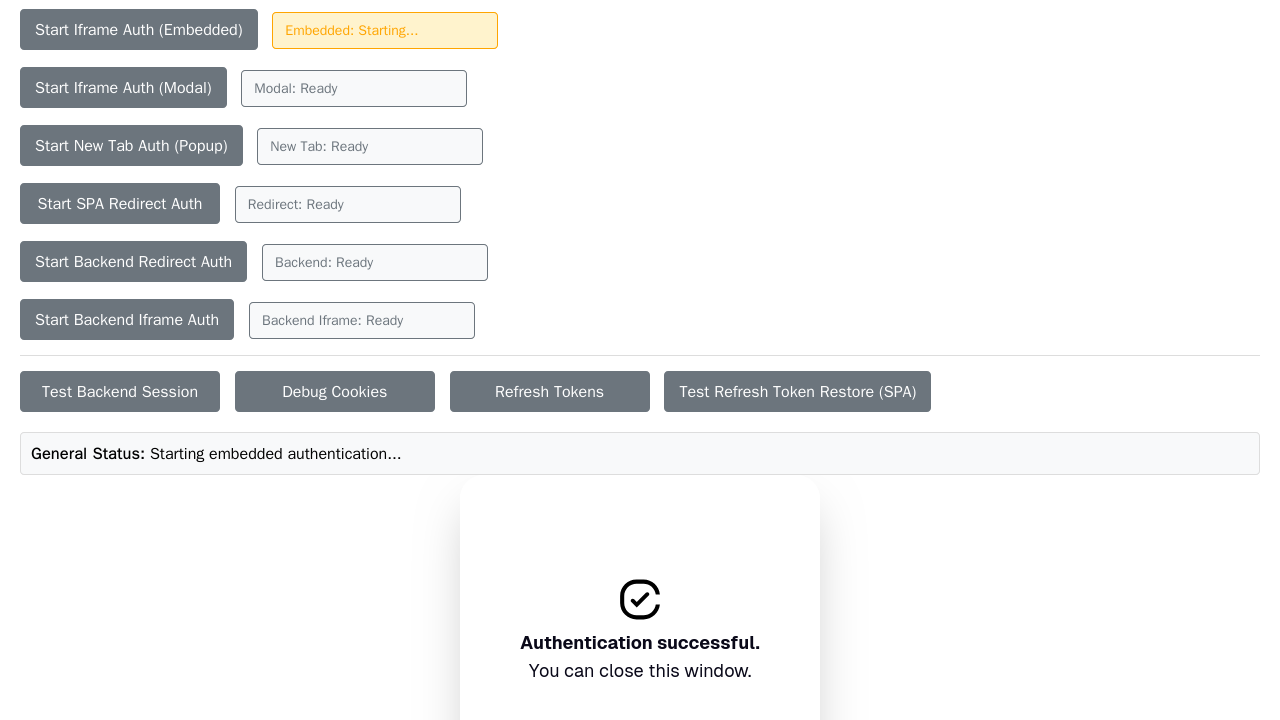 Start Iframe Auth (Embedded) Embedded: Starting...
Start Iframe Auth (Modal) Modal: Ready
Start New Tab Auth (Popup) New Tab: Ready
Start SPA Redirect Auth Redirect: Ready
Start Backend Redirect Auth Backend: Ready
Start Backend Iframe Auth Backend Iframe: Ready
Test Backend Session Debug Cookies Refresh Tokens Test Refresh Token Restore (SPA)
General Status: Starting embedded authentication...
Authentication successful.
You can close this window.